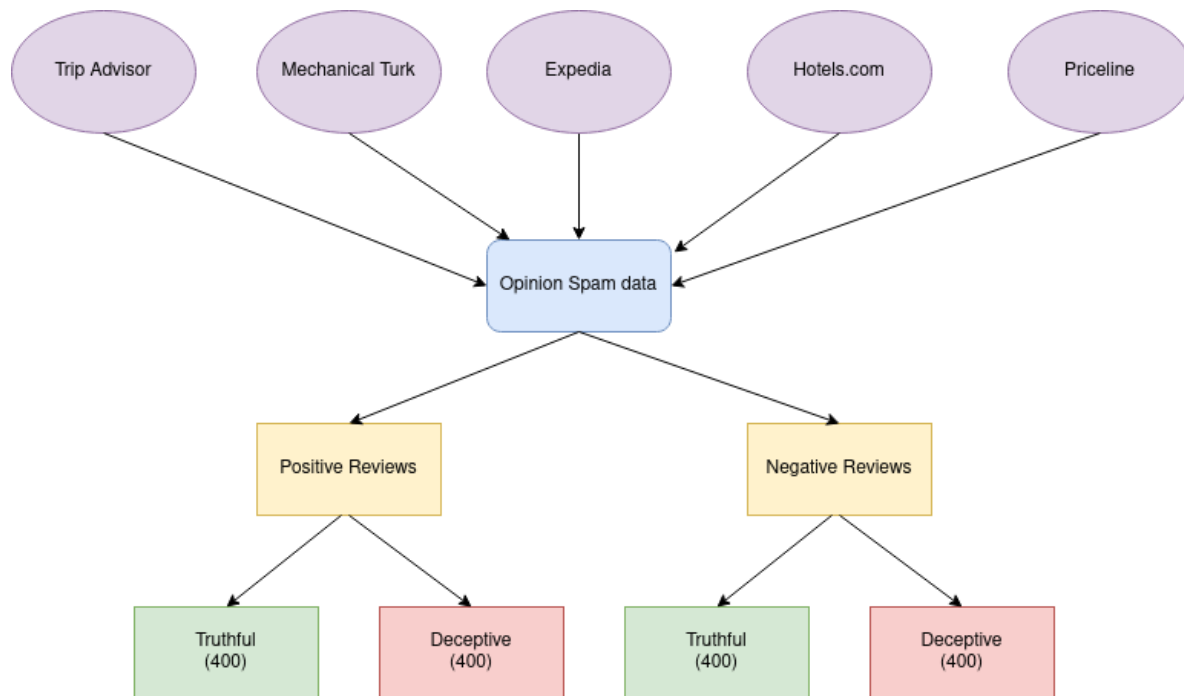 Trip Advisor
Mechanical Turk
Expedia
Hotels.com
Priceline
Opinion Spam data
Positive Reviews
Negative Reviews
Truthful
(400)
Deceptive
(400)
Truthful
(400)
Deceptive
(400)